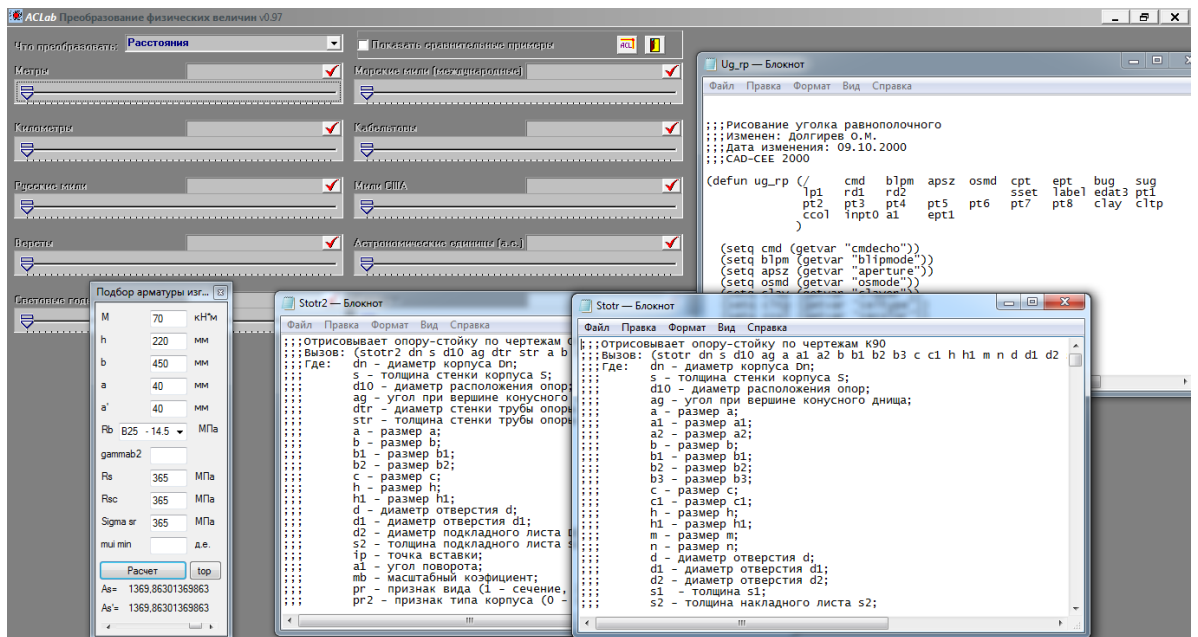 ACLab Преобразование физических величин v0.97
Что преобразовать: Расстояния
Показать сравнительные примеры
ACL
Метры
Морские мили [международные]
Километры
Кабельтовы
Русские мили
Мили США
Версты
Астрономические единицы [а.е.]
Световые
Ug_rp — Блокнот
Файл Правка Формат Вид Справка
;;;Рисование уголка равнополочного
;;;Изменен: Долгирев О.М.
;;;Дата изменения: 09.10.2000
;;;CAD-CEE 2000
(defun ug_rp (/ cmd blpm apsz osmd cpt ept bug sug
lp1 rd1 rd2 sset label edat3 pt1
pt2 pt3 pt4 pt5 pt6 pt7 pt8 clay cltp
ccol inpt0 a1 ept1
)
(setq cmd (getvar "cmdecho"))
(setq blpm (getvar "blipmode"))
(setq apsz (getvar "aperture"))
(setq osmd (getvar "osmode"))
(setq clay (getvar "clayer"))
Подбор арматуры изг...
M 70 кН*м
h 220 мм
b 450 мм
a 40 мм
a' 40 мм
Rb B25 - 14.5 МПа
gammab2
Rs 365 МПа
Rsc 365 МПа
Sigma sr 365 МПа
mui min д.е.
Расчет top
As= 1369,86301369863
As'= 1369,86301369863
Stotr2 — Блокнот
Файл Правка Формат Вид Справка
;;;Отрисовывает опору-стойку по чертежам
;;;Вызов: (stotr2 dn s d10 ag dtr str a b
;;;Где: dn - диаметр корпуса Dn;
;;; s - толщина стенки корпуса S;
;;; d10 - диаметр расположения опор;
;;; ag - угол при вершине конусного
;;; dtr - диаметр стенки трубы опоры
;;; str - толщина стенки трубы опоры
;;; a - размер a;
;;; b - размер b;
;;; b1 - размер b1;
;;; b2 - размер b2;
;;; c - размер c;
;;; h - размер h;
;;; h1 - размер h1;
;;; d - диаметр отверстия d;
;;; d1 - диаметр отверстия d1;
;;; d2 - диаметр подкладного листа
;;; s2 - толщина подкладного листа
;;; ip - точка вставки;
;;; a1 - угол поворота;
;;; mb - масштабный коэфициент;
;;; pr - признак вида (1 - сечение,
;;; pr2 - признак типа корпуса (0 -
Stotr — Блокнот
Файл Правка Формат Вид Справка
;;;Отрисовывает опору-стойку по чертежам К90
;;;Вызов: (stotr dn s d10 ag a a1 a2 b b1 b2 b3 c c1 h h1 m n d d1 d2
;;;Где: dn - диаметр корпуса Dn;
;;; s - толщина стенки корпуса S;
;;; d10 - диаметр расположения опор;
;;; ag - угол при вершине конусного днища;
;;; a - размер a;
;;; a1 - размер a1;
;;; a2 - размер a2;
;;; b - размер b;
;;; b1 - размер b1;
;;; b2 - размер b2;
;;; b3 - размер b3;
;;; c - размер c;
;;; c1 - размер c1;
;;; h - размер h;
;;; h1 - размер h1;
;;; m - размер m;
;;; n - размер n;
;;; d - диаметр отверстия d;
;;; d1 - диаметр отверстия d1;
;;; d2 - диаметр отверстия d2;
;;; s1 - толщина s1;
;;; s2 - толщина накладного листа s2;